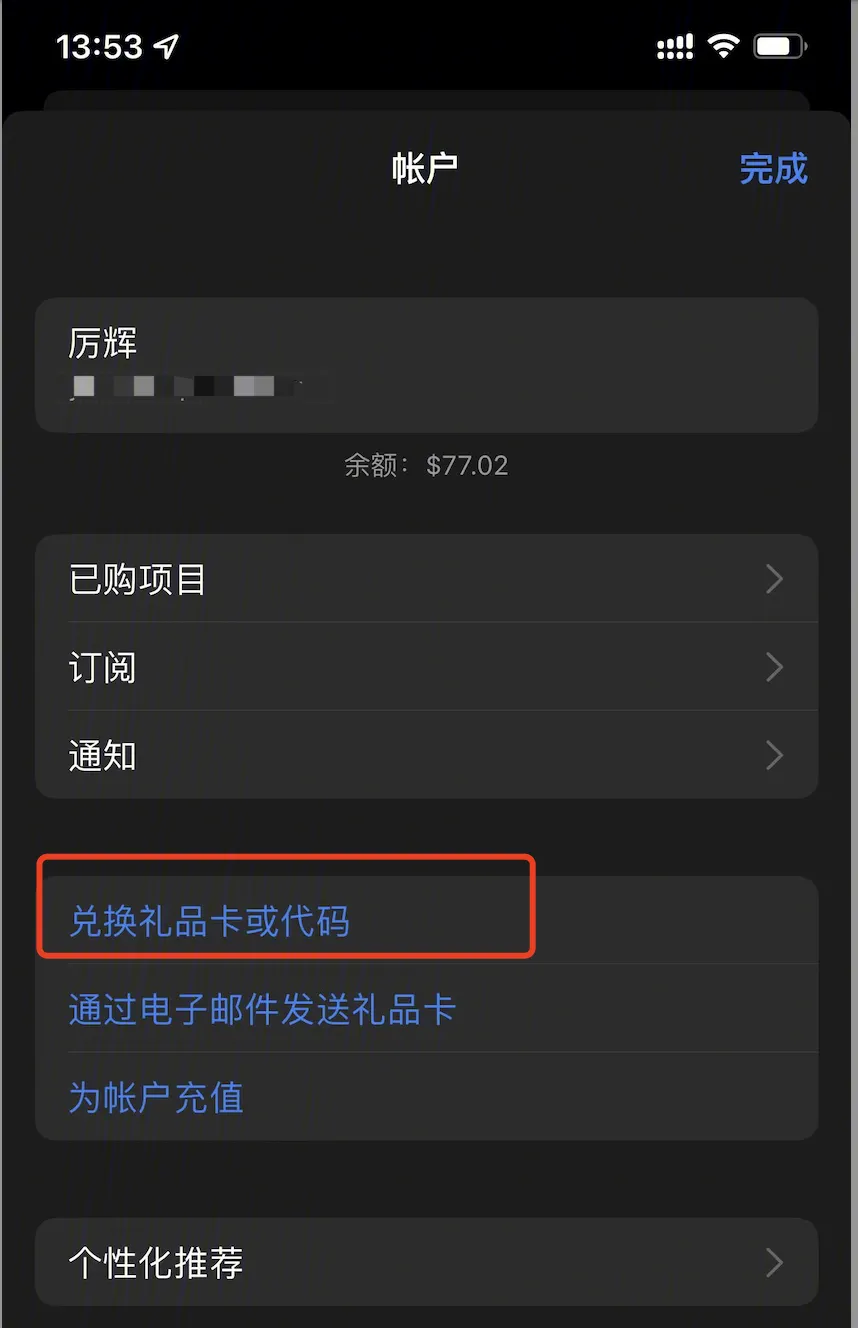 13:53
帐户
完成
厉辉
余额：$77.02
已购项目
订阅
通知
兑换礼品卡或代码
通过电子邮件发送礼品卡
为帐户充值
个性化推荐